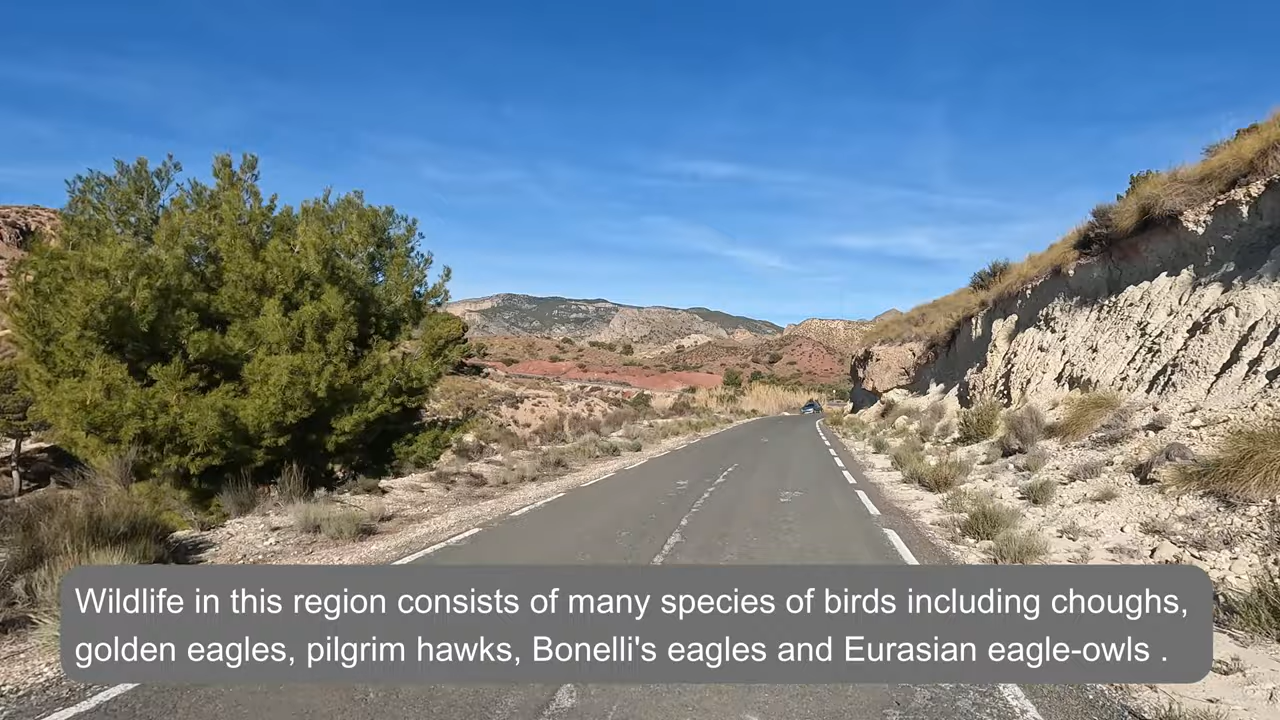 Wildlife in this region consists of many species of birds including choughs,
golden eagles, pilgrim hawks, Bonelli's eagles and Eurasian eagle-owls .